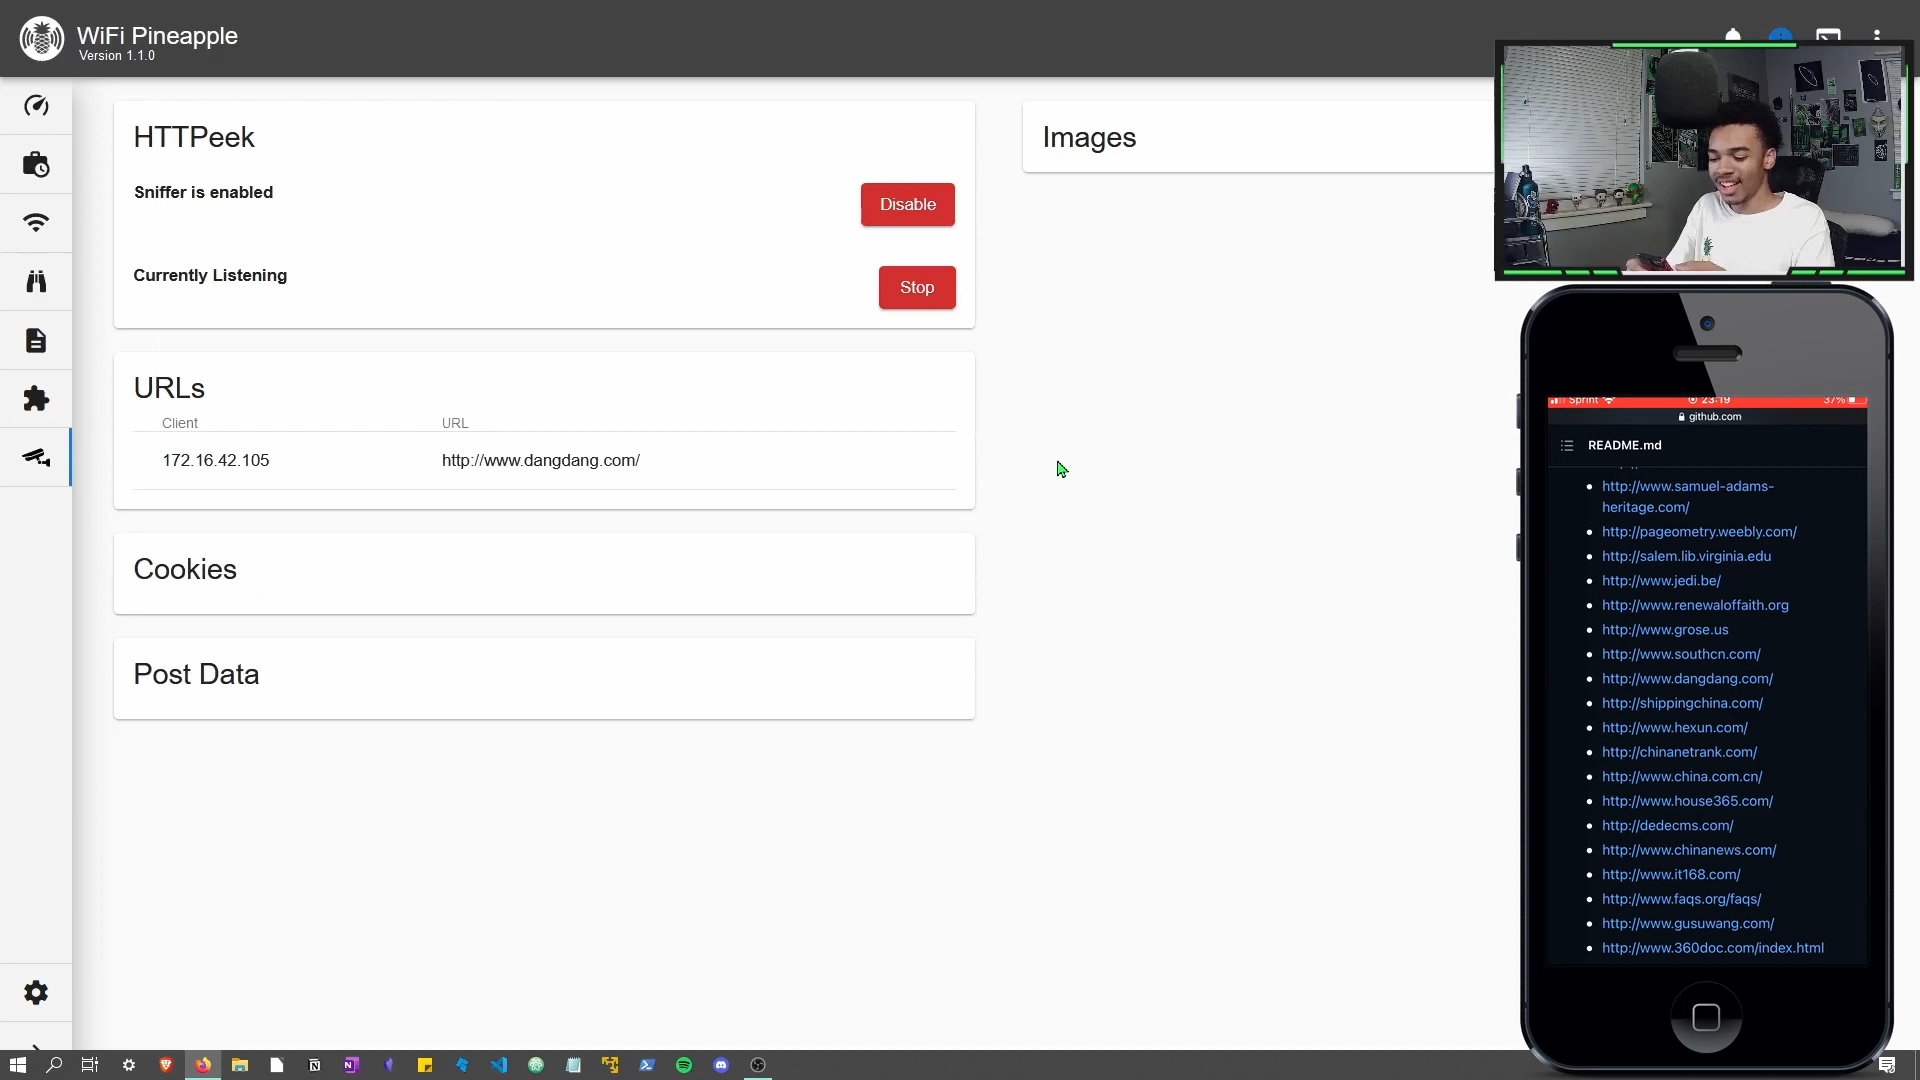 WiFi Pineapple
Version 1.1.0
HTTPeek
Sniffer is enabled
Disable
Currently Listening
Stop
URLs
Client URL
172.16.42.105 http://www.dangdang.com/
Cookies
Post Data
Images
Sprint 23:19 37%
github.com
README.md
http://www.samuel-adams-
heritage.com/
http://pageometry.weebly.com/
http://salem.lib.virginia.edu
http://www.jedi.be/
http://www.renewaloffaith.org
http://www.grose.us
http://www.southcn.com/
http://www.dangdang.com/
http://shippingchina.com/
http://www.hexun.com/
http://chinanetrank.com/
http://www.china.com.cn/
http://www.house365.com/
http://dedecms.com/
http://www.chinanews.com/
http://www.it168.com/
http://www.faqs.org/faqs/
http://www.gusuwang.com/
http://www.360doc.com/index.html